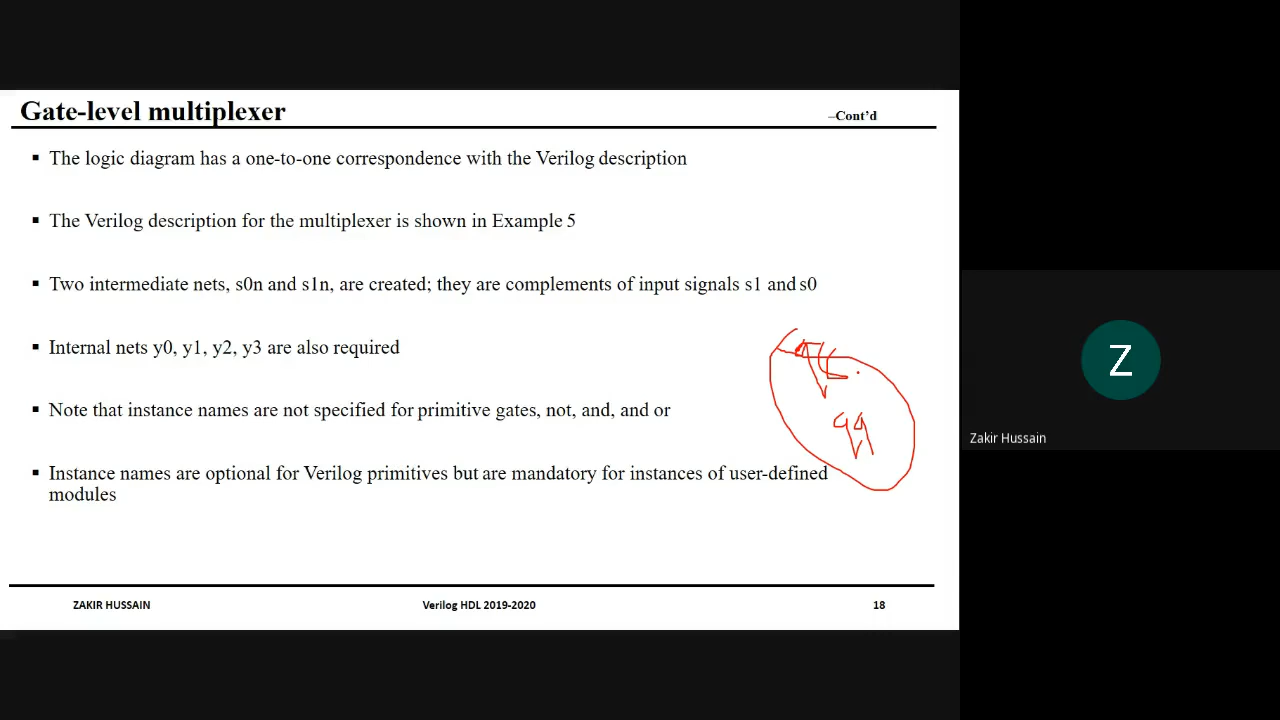 Gate-level multiplexer
–Cont’d
▪ The logic diagram has a one-to-one correspondence with the Verilog description
▪ The Verilog description for the multiplexer is shown in Example 5
▪ Two intermediate nets, s0n and s1n, are created; they are complements of input signals s1 and s0
▪ Internal nets y0, y1, y2, y3 are also required
▪ Note that instance names are not specified for primitive gates, not, and, and or
▪ Instance names are optional for Verilog primitives but are mandatory for instances of user-defined
modules
ZAKIR HUSSAIN
Verilog HDL 2019-2020
18
Z
Zakir Hussain